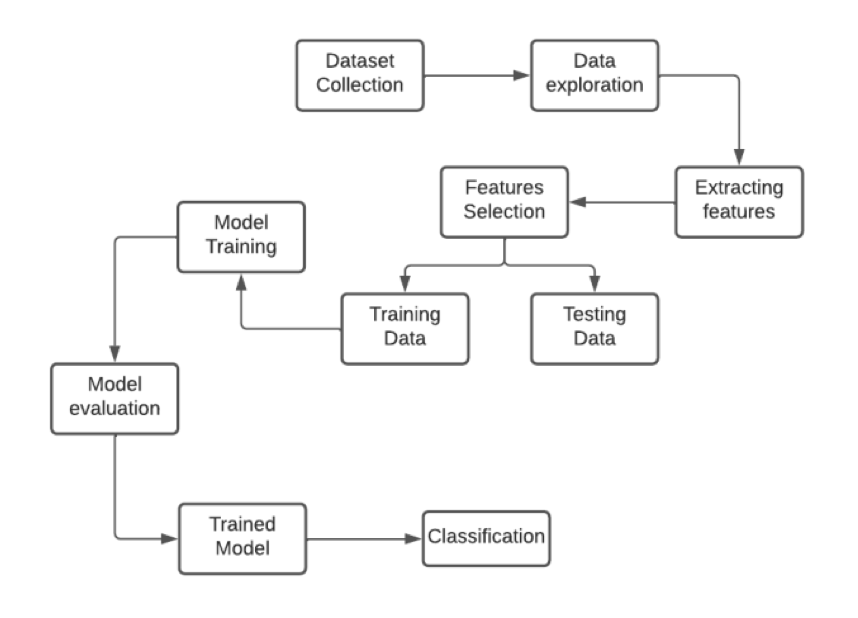 Dataset
Collection
Data
exploration
Extracting
features
Features
Selection
Training
Data
Testing
Data
Model
Training
Model
evaluation
Trained
Model
Classification